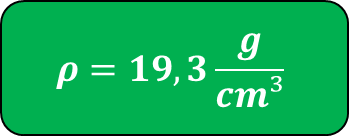 ρ = 19,3 g/cm³